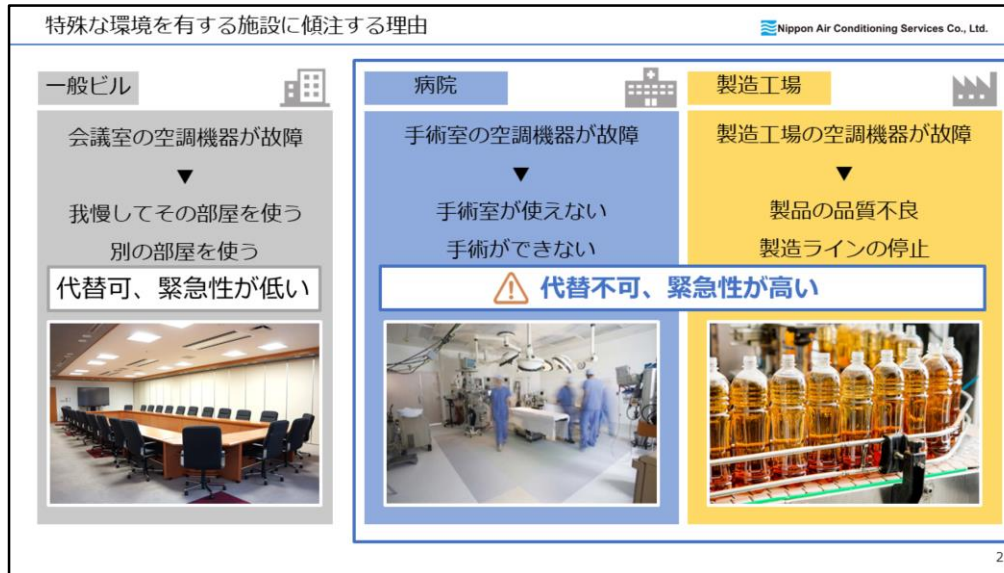 特殊な環境を有する施設に傾注する理由
Nippon Air Conditioning Services Co., Ltd.
一般ビル
会議室の空調機器が故障
▼
我慢してその部屋を使う
別の部屋を使う
代替可、緊急性が低い
病院
手術室の空調機器が故障
▼
手術室が使えない
手術ができない
製造工場
製造工場の空調機器が故障
▼
製品の品質不良
製造ラインの停止
代替不可、緊急性が高い
2